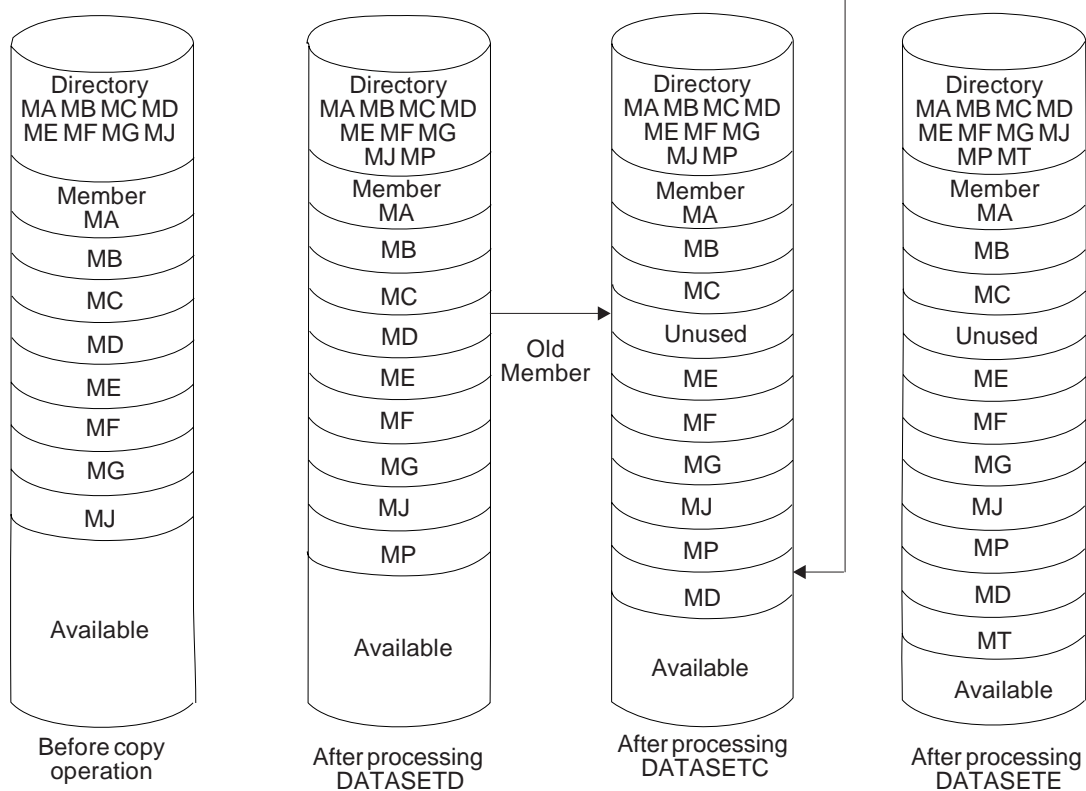 Directory
MA MB MC MD
ME MF MG MJ
Member
MA
MB
MC
MD
ME
MF
MG
MJ
Available
Before copy
operation
Directory
MA MB MC MD
ME MF MG
MJ MP
Member
MA
MB
MC
MD
ME
MF
MG
MJ
MP
Available
After processing
DATASETD
Old
Member
Directory
MA MB MC MD
ME MF MG
MJ MP
Member
MA
MB
MC
Unused
ME
MF
MG
MJ
MP
MD
Available
After processing
DATASETC
Directory
MA MB MC MD
ME MF MG MJ
MP MT
Member
MA
MB
MC
Unused
ME
MF
MG
MJ
MP
MD
MT
Available
After processing
DATASETE